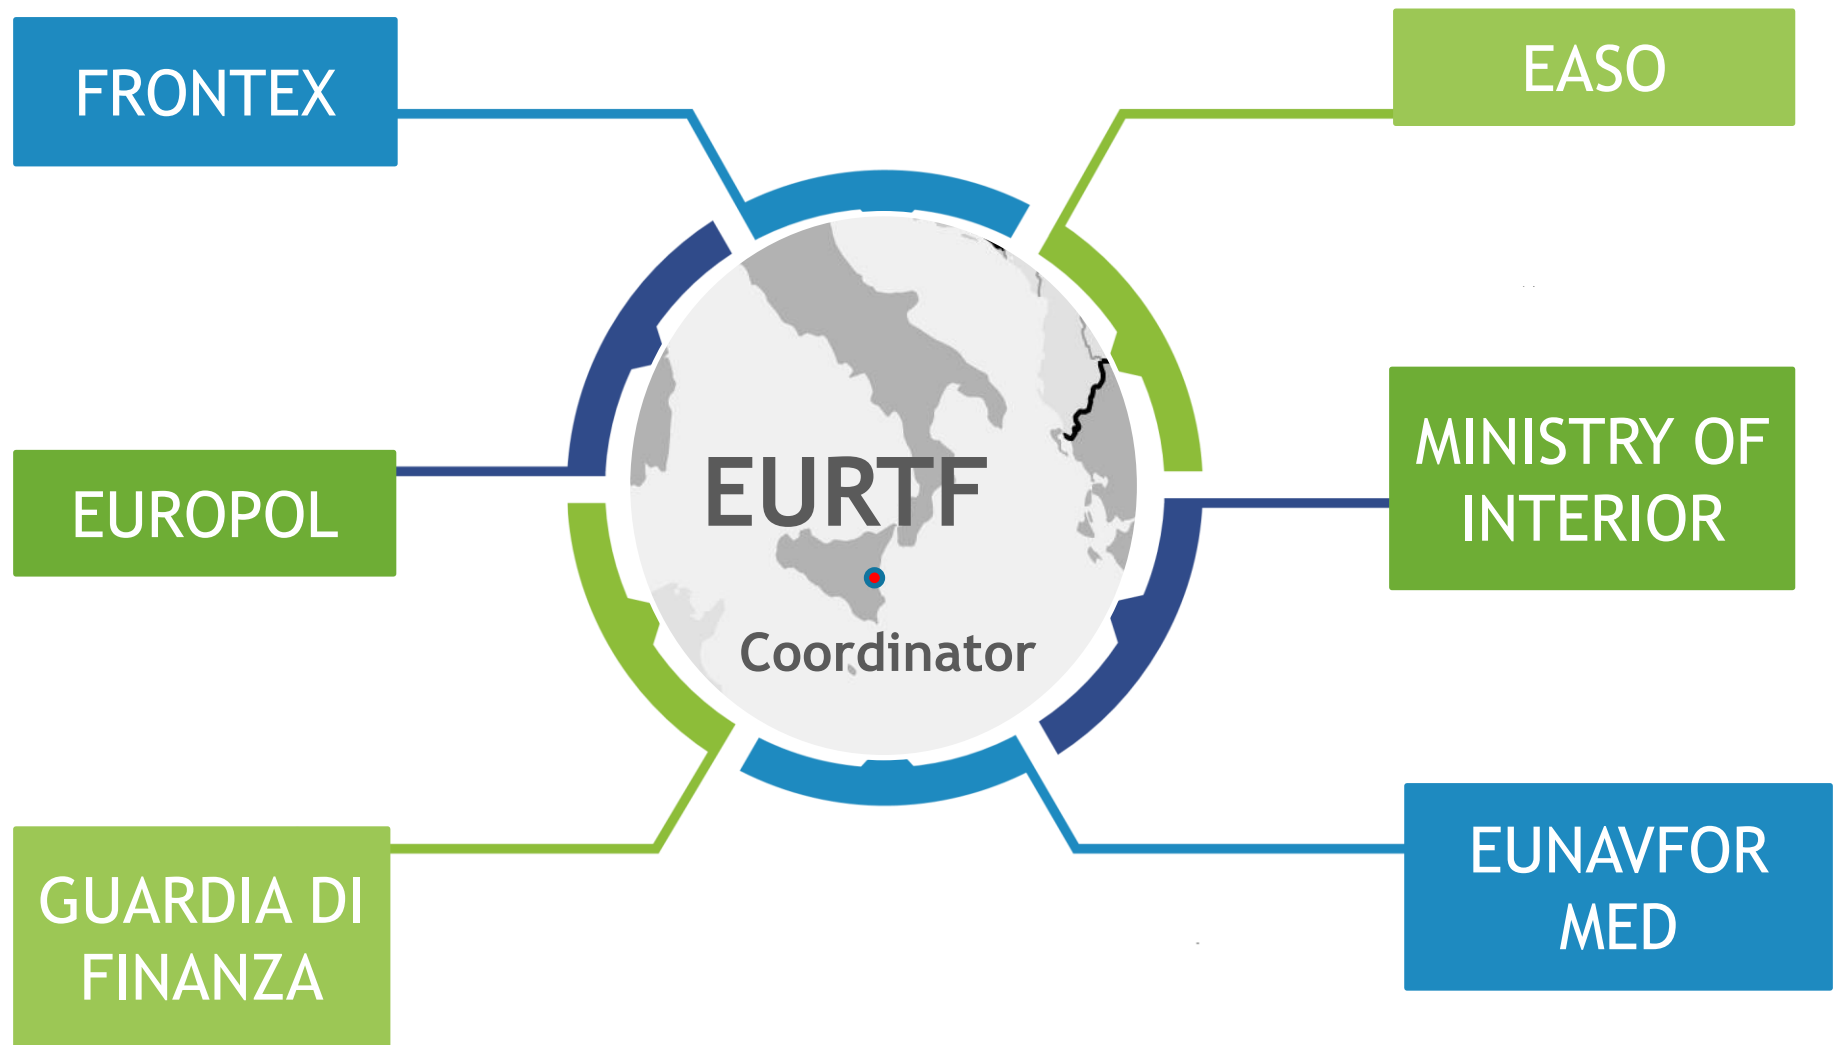 FRONTEX
EASO
EUROPOL
MINISTRY OF
INTERIOR
EURTF
Coordinator
GUARDIA DI
FINANZA
EUNAVFOR
MED